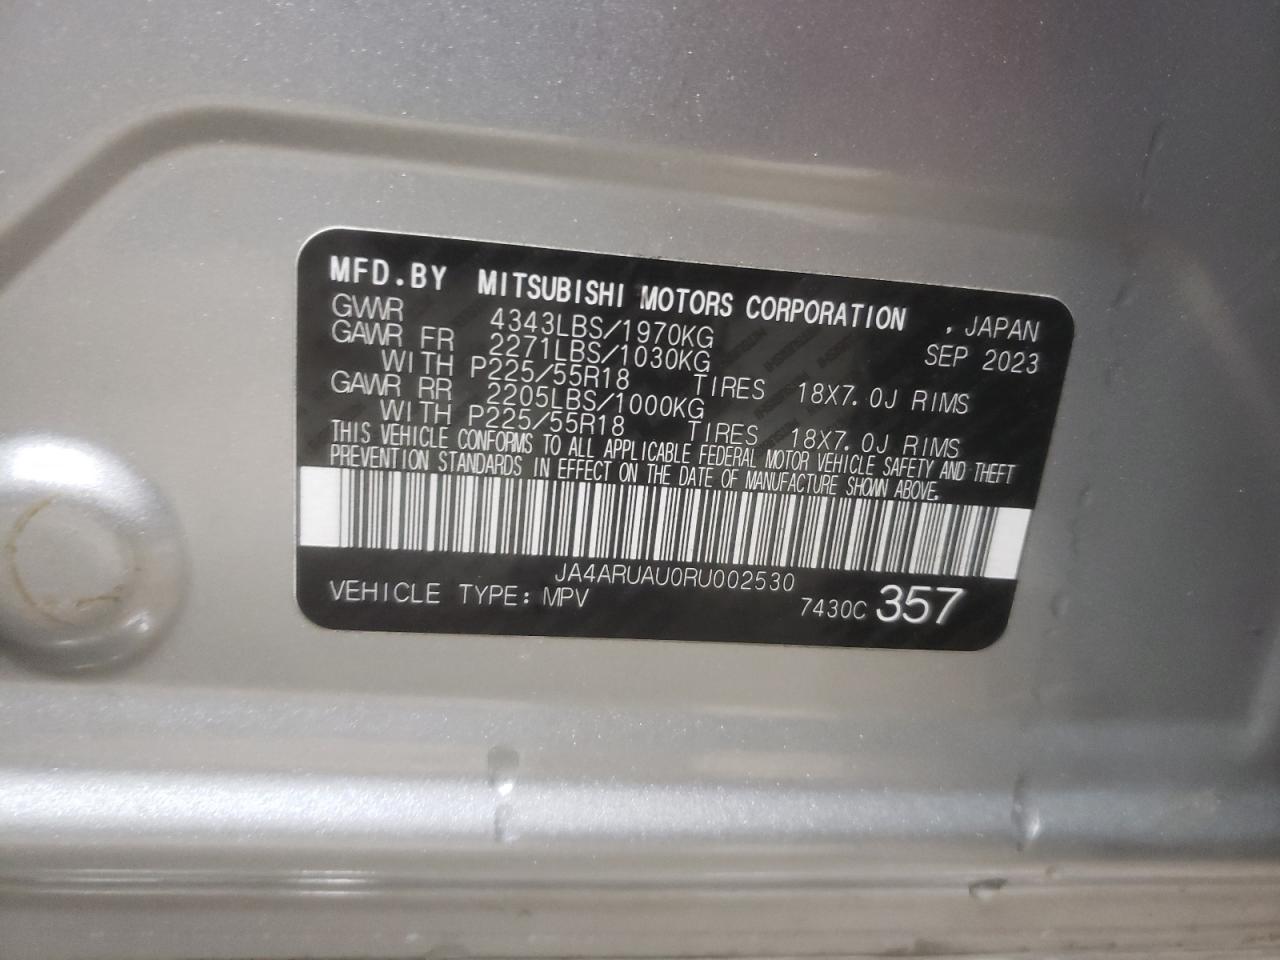 MFD.BY MITSUBISHI MOTORS CORPORATION , JAPAN
GVWR 4343LBS/1970KG SEP 2023
GAWR FR 2271LBS/1030KG
WITH P225/55R18 TIRES 18X7.0J RIMS
GAWR RR 2205LBS/1000KG
WITH P225/55R18 TIRES 18X7.0J RIMS
THIS VEHICLE CONFORMS TO ALL APPLICABLE FEDERAL MOTOR VEHICLE SAFETY AND THEFT
PREVENTION STANDARDS IN EFFECT ON THE DATE OF MANUFACTURE SHOWN ABOVE.
JA4ARUAU0RU002530
VEHICLE TYPE: MPV 7430C 357